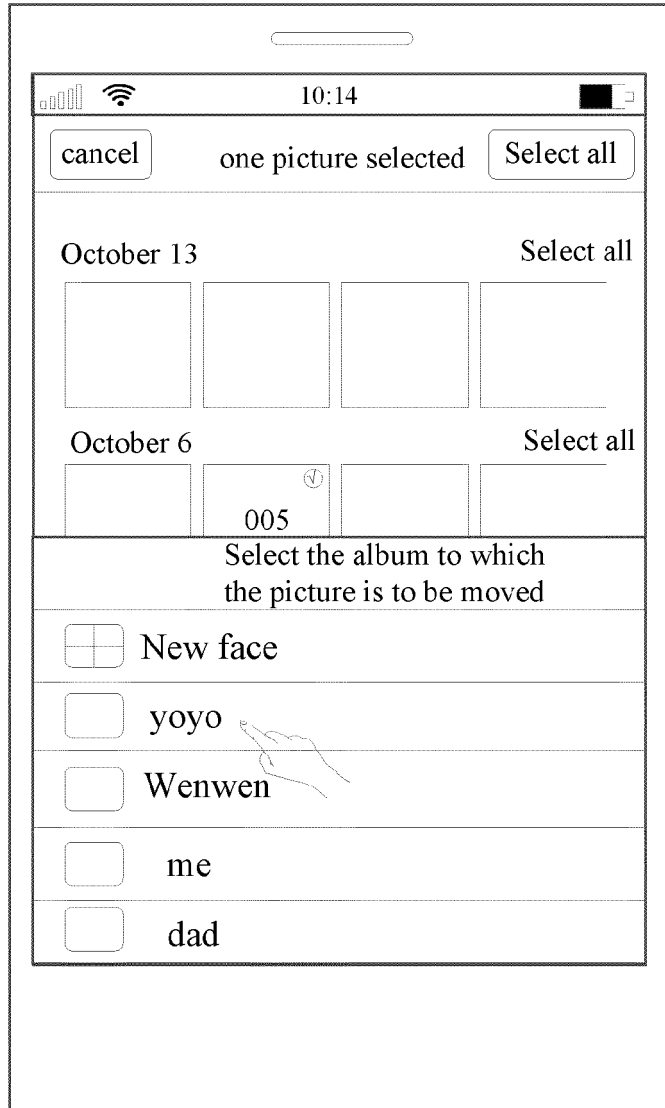 10:14
cancel
one picture selected
Select all
October 13
Select all
October 6
Select all
005
Select the album to which
the picture is to be moved
New face
yoyo
Wenwen
me
dad